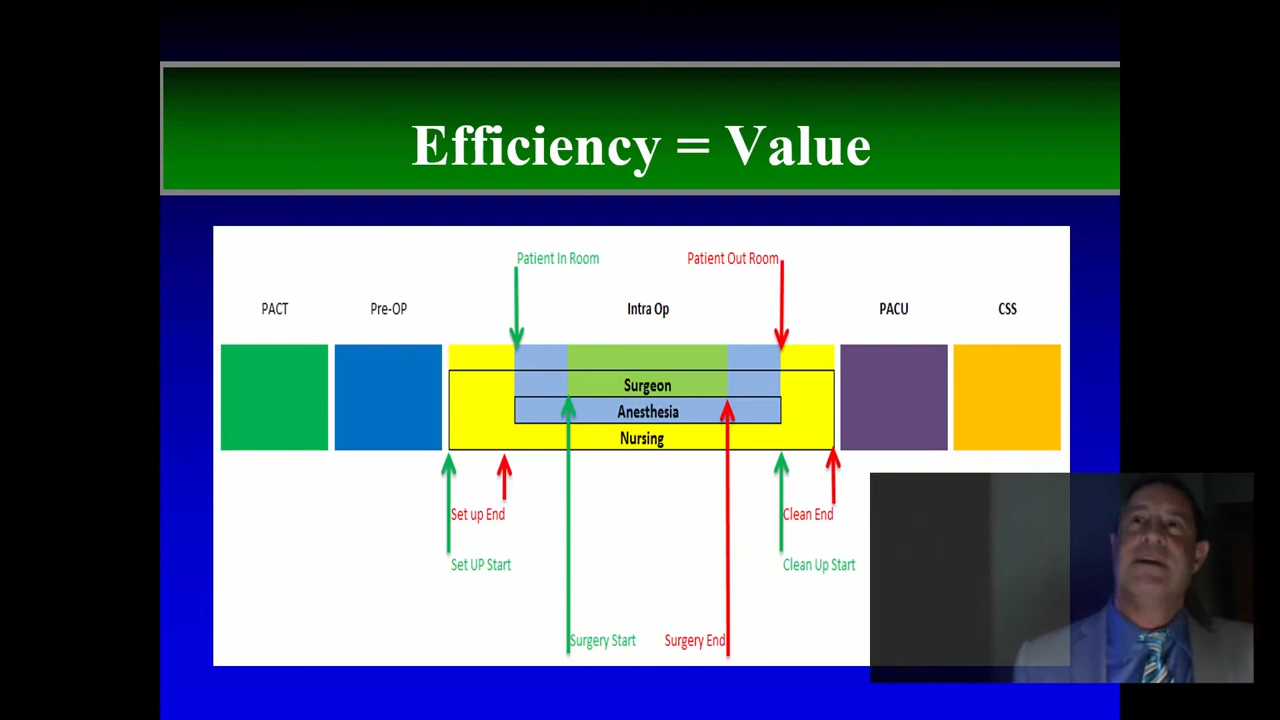 Efficiency = Value
Patient In Room
Patient Out Room
PACT
Pre-OP
Intra Op
PACU
CSS
Surgeon
Anesthesia
Nursing
Set up End
Clean End
Set UP Start
Clean Up Start
Surgery Start
Surgery End